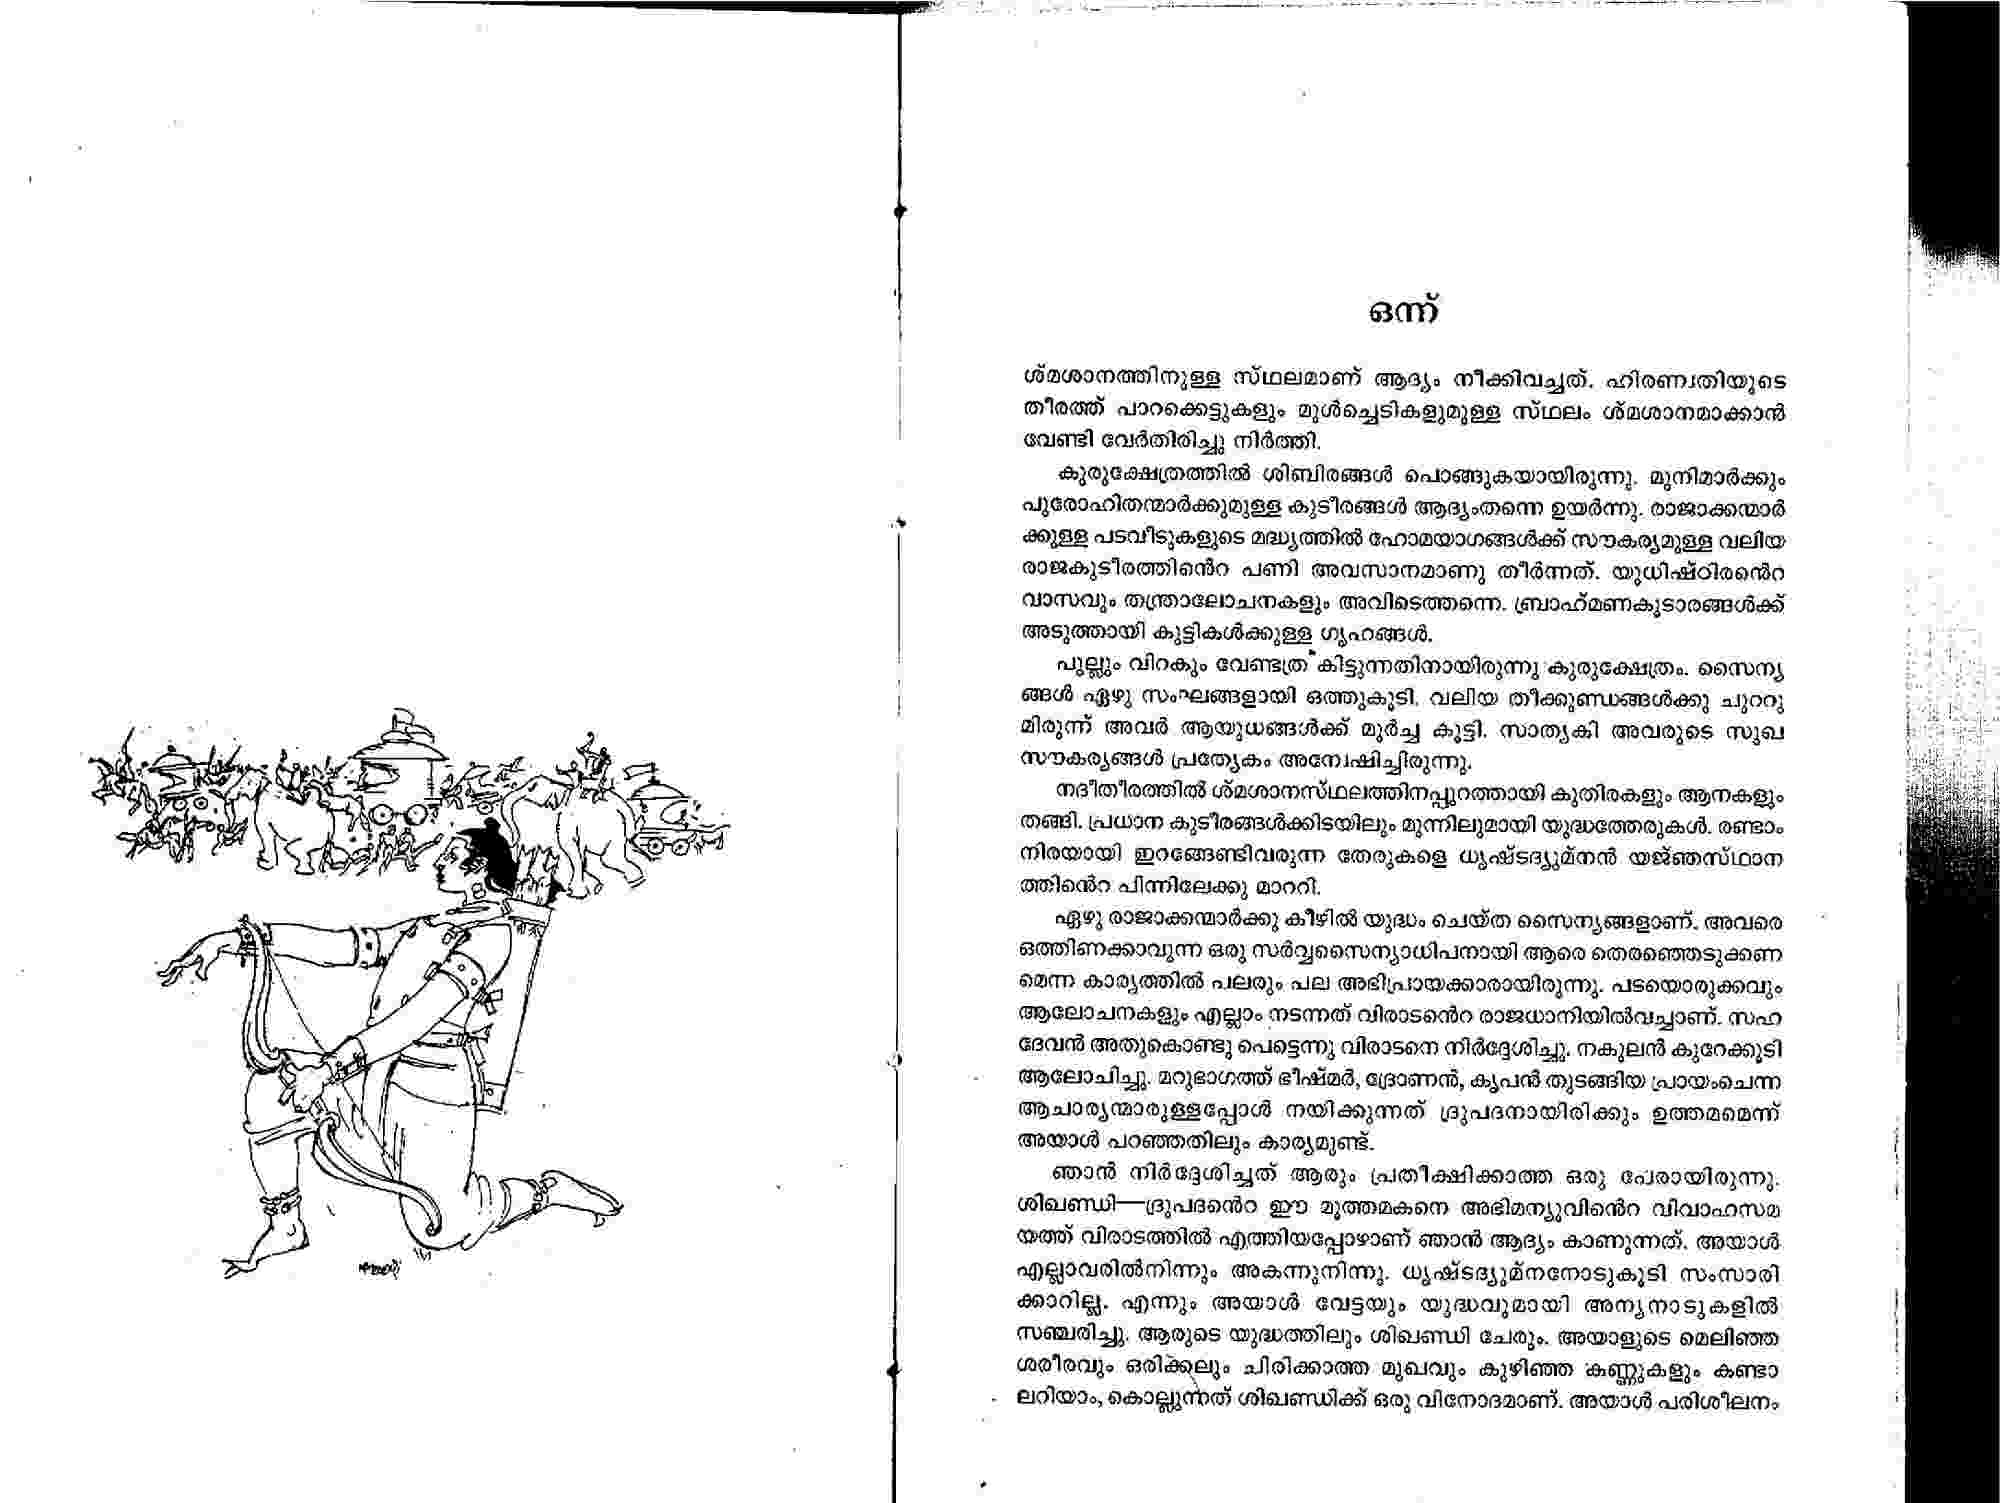 ഒന്ന്
ശ്മശാനത്തിനുള്ള സ്ഥലമാണ് ആദ്യം നീക്കിവച്ചത്. ഹിരണ്വതിയുടെ
തീരത്ത് പാറക്കെട്ടുകളും മുൾച്ചെടികളുമുള്ള സ്ഥലം ശ്മശാനമാക്കാൻ
വേണ്ടി വേർതിരിച്ചു നിർത്തി.
കുരുക്ഷേത്രത്തിൽ ശിബിരങ്ങൾ പൊങ്ങുകയായിരുന്നു. മുനിമാർക്കും
പുരോഹിതന്മാർക്കുമുള്ള കുടീരങ്ങൾ ആദ്യംതന്നെ ഉയർന്നു. രാജാക്കന്മാർ
ക്കുള്ള പടവീടുകളുടെ മദ്ധ്യത്തിൽ ഹോമയാഗങ്ങൾക്ക് സൗകര്യമുള്ള വലിയ
രാജകുടീരത്തിൻെറ പണി അവസാനമാണു തീർന്നത്. യുധിഷ്ഠിരൻെറ
വാസവും തന്ത്രാലോചനകളും അവിടെത്തന്നെ. ബ്രാഹ്മണകൂടാരങ്ങൾക്ക്
അടുത്തായി കുട്ടികൾക്കുള്ള ഗൃഹങ്ങൾ.
പുല്ലും വിറകും വേണ്ടത്ര കിട്ടുന്നതിനായിരുന്നു കുരുക്ഷേത്രം. സൈന്യ
ങ്ങൾ ഏഴു സംഘങ്ങളായി ഒത്തുകൂടി. വലിയ തീക്കുണ്ഡങ്ങൾക്കു ചുററു
മിരുന്ന് അവർ ആയുധങ്ങൾക്ക് മൂർച്ച കൂട്ടി. സാത്യകി അവരുടെ സുഖ
സൗകര്യങ്ങൾ പ്രത്യേകം അന്വേഷിച്ചിരുന്നു.
നദീതീരത്തിൽ ശ്മശാനസ്ഥലത്തിനപ്പുറത്തായി കുതിരകളും ആനകളും
തങ്ങി. പ്രധാന കുടീരങ്ങൾക്കിടയിലും മുന്നിലുമായി യുദ്ധത്തേരുകൾ. രണ്ടാം
നിരയായി ഇറങ്ങേണ്ടിവരുന്ന തേരുകളെ ധൃഷ്ടദ്യുമ്നൻ യജ്ഞസ്ഥാന
ത്തിൻെറ പിന്നിലേക്കു മാററി.
ഏഴു രാജാക്കന്മാർക്കു കീഴിൽ യുദ്ധം ചെയ്ത സൈന്യങ്ങളാണ്. അവരെ
ഒത്തിണക്കാവുന്ന ഒരു സർവ്വസൈന്യാധിപനായി ആരെ തെരഞ്ഞെടുക്കണ
മെന്ന കാര്യത്തിൽ പലരും പല അഭിപ്രായക്കാരായിരുന്നു. പടയൊരുക്കവും
ആലോചനകളും എല്ലാം നടന്നത് വിരാടൻെറ രാജധാനിയിൽവച്ചാണ്. സഹ
ദേവൻ അതുകൊണ്ടു പെട്ടെന്നു വിരാടനെ നിർദ്ദേശിച്ചു. നകുലൻ കുറേക്കൂടി
ആലോചിച്ചു. മറുഭാഗത്ത് ഭീഷ്മർ, ദ്രോണൻ, കൃപൻ തുടങ്ങിയ പ്രായംചെന്ന
ആചാര്യന്മാരുള്ളപ്പോൾ നയിക്കുന്നത് ദ്രുപദനായിരിക്കും ഉത്തമമെന്ന്
അയാൾ പറഞ്ഞതിലും കാര്യമുണ്ട്.
ഞാൻ നിർദ്ദേശിച്ചത് ആരും പ്രതീക്ഷിക്കാത്ത ഒരു പേരായിരുന്നു.
ശിഖണ്ഡി—ദ്രുപദൻെറ ഈ മൂത്തമകനെ അഭിമന്യുവിൻെറ വിവാഹസമ
യത്ത് വിരാടത്തിൽ എത്തിയപ്പോഴാണ് ഞാൻ ആദ്യം കാണുന്നത്. അയാൾ
എല്ലാവരിൽനിന്നും അകന്നുനിന്നു. ധൃഷ്ടദ്യുമ്നനോടുകൂടി സംസാരി
ക്കാറില്ല. എന്നും അയാൾ വേട്ടയും യുദ്ധവുമായി അന്യനാടുകളിൽ
സഞ്ചരിച്ചു. ആരുടെ യുദ്ധത്തിലും ശിഖണ്ഡി ചേരും. അയാളുടെ മെലിഞ്ഞ
ശരീരവും ഒരിക്കലും ചിരിക്കാത്ത മുഖവും കുഴിഞ്ഞ കണ്ണുകളും കണ്ടാ
ലറിയാം, കൊല്ലുന്നത് ശിഖണ്ഡിക്ക് ഒരു വിനോദമാണ്. അയാൾ പരിശീലനം